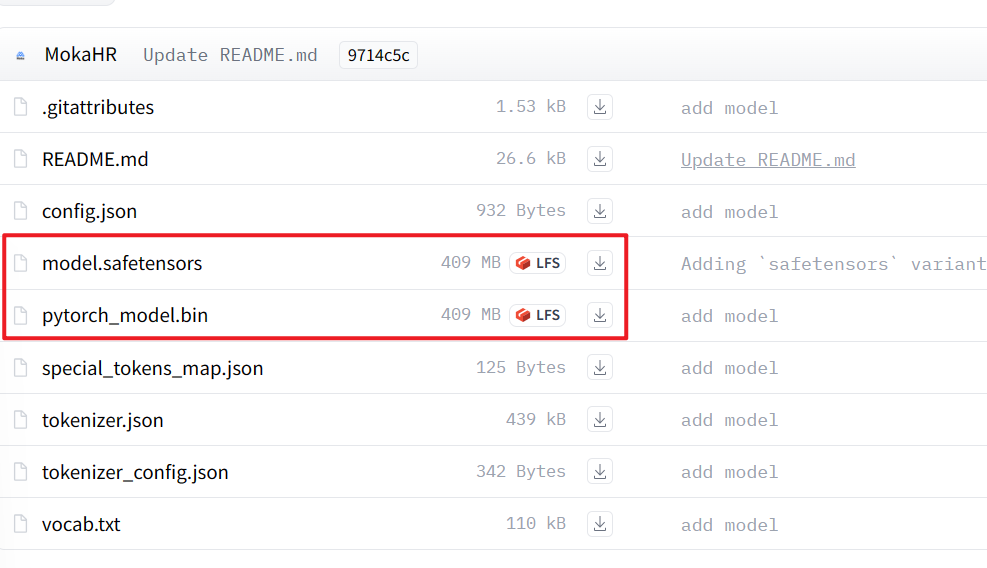 MokaHR Update README.md 9714c5c
.gitattributes 1.53 kB add model
README.md 26.6 kB Update README.md
config.json 932 Bytes add model
model.safetensors 409 MB LFS Adding `safetensors` variant
pytorch_model.bin 409 MB LFS add model
special_tokens_map.json 125 Bytes add model
tokenizer.json 439 kB add model
tokenizer_config.json 342 Bytes add model
vocab.txt 110 kB add model